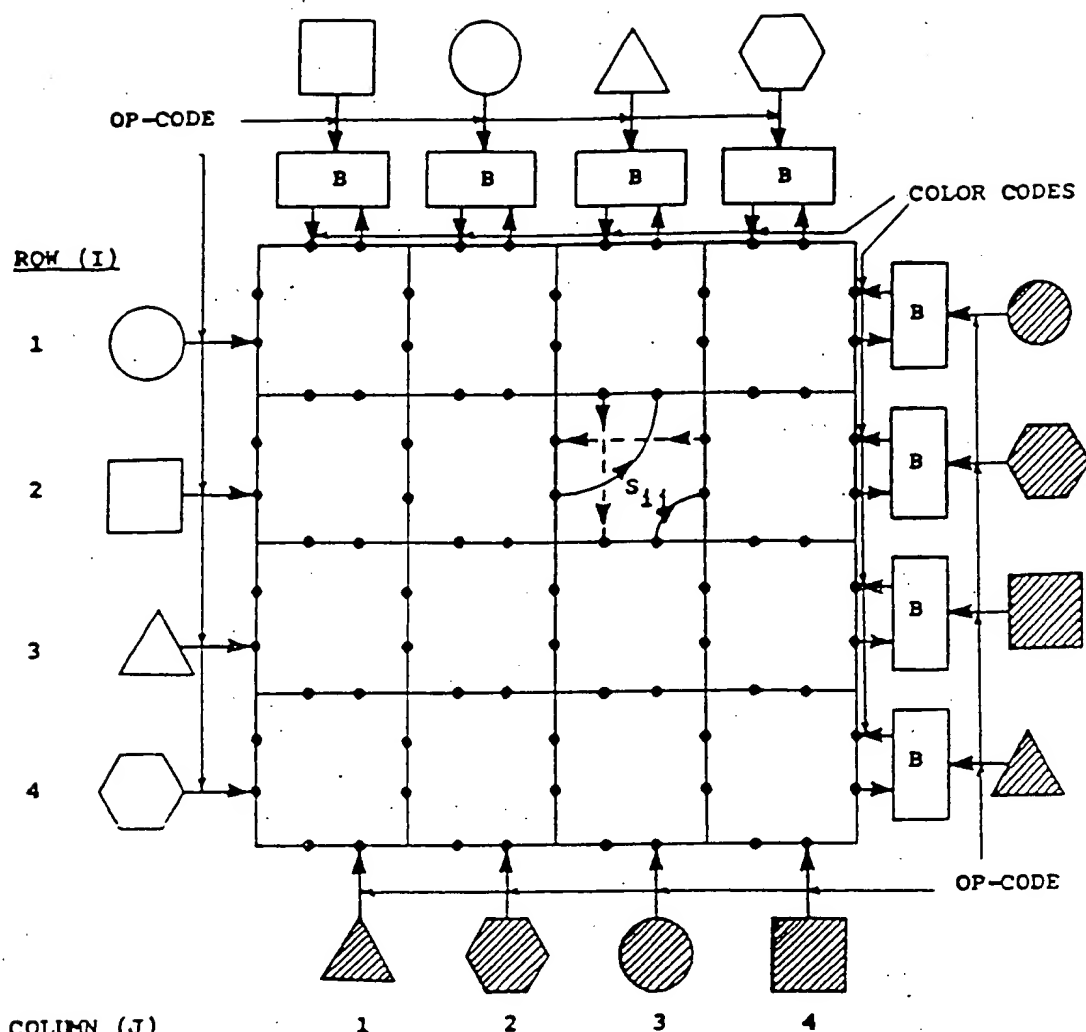 OP-CODE
B B B B
COLOR CODES
ROW (I)
B
1
B
2
S i j
B
3
B
4
OP-CODE
COLUMN (J) 1 2 3 4